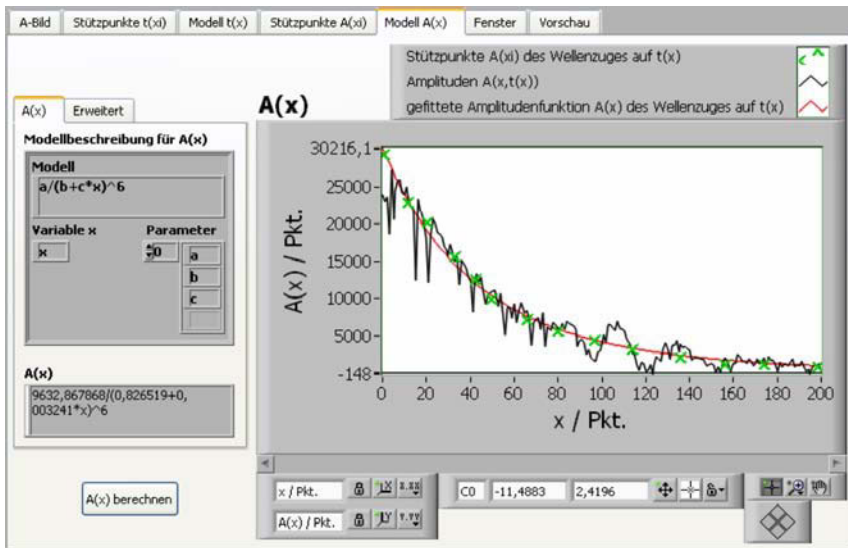 A-Bild Stützpunkte t(xi) Modell t(x) Stützpunkte A(xi) Modell A(x) Fenster Vorschau
Stützpunkte A(xi) des Wellenzuges auf t(x)
Amplituden A(x,t(x))
gefittete Amplitudenfunktion A(x) des Wellenzuges auf t(x)
A(x) Erweitert
Modellbeschreibung für A(x)
Modell
a/(b+c*x)^6
Variable x Parameter
x 0 a
b
c
A(x)
9632,867868/(0,826519+0,
003241*x)^6
A(x) berechnen
A(x)
30216,1
25000
20000
15000
10000
5000
-148
A(x) / Pkt.
0 20 40 60 80 100 120 140 160 180 200
x / Pkt.
x / Pkt. X X.XX C0 -11,4883 2,4196
A(x) / Pkt. Y Y.YY